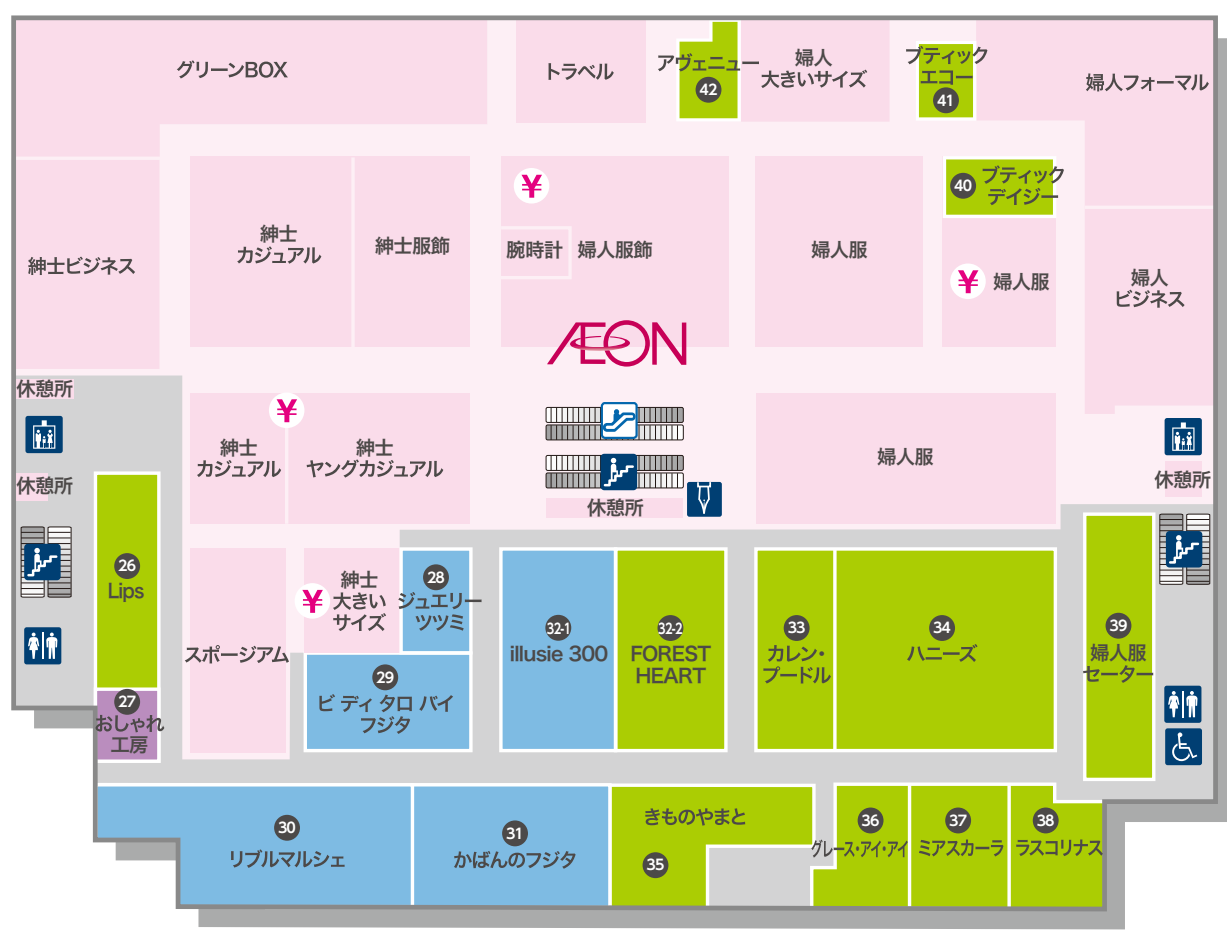 グリーンBOX
トラベル
アヴェニュー
42
婦人
大きいサイズ
ブティック
エコー
41
婦人フォーマル
紳士ビジネス
紳士
カジュアル
紳士服飾
¥
腕時計
婦人服飾
婦人服
40
ブティック
デイジー
¥
婦人服
婦人
ビジネス
AEON
休憩所
¥
紳士
カジュアル
紳士
ヤングカジュアル
婦人服
休憩所
休憩所
休憩所
26
Lips
27
おしゃれ
工房
スポージアム
¥
紳士
大きい
サイズ
28
ジュエリー
ツツミ
29
ビ ディ タロ バイ
フジタ
32-1
illusie 300
32-2
FOREST
HEART
33
カレン・
プードル
34
ハニーズ
39
婦人服
セーター
30
リブルマルシェ
31
かばんのフジタ
きものやまと
35
36
グレース・アイ・アイ
37
ミアスカーラ
38
ラスコリナス